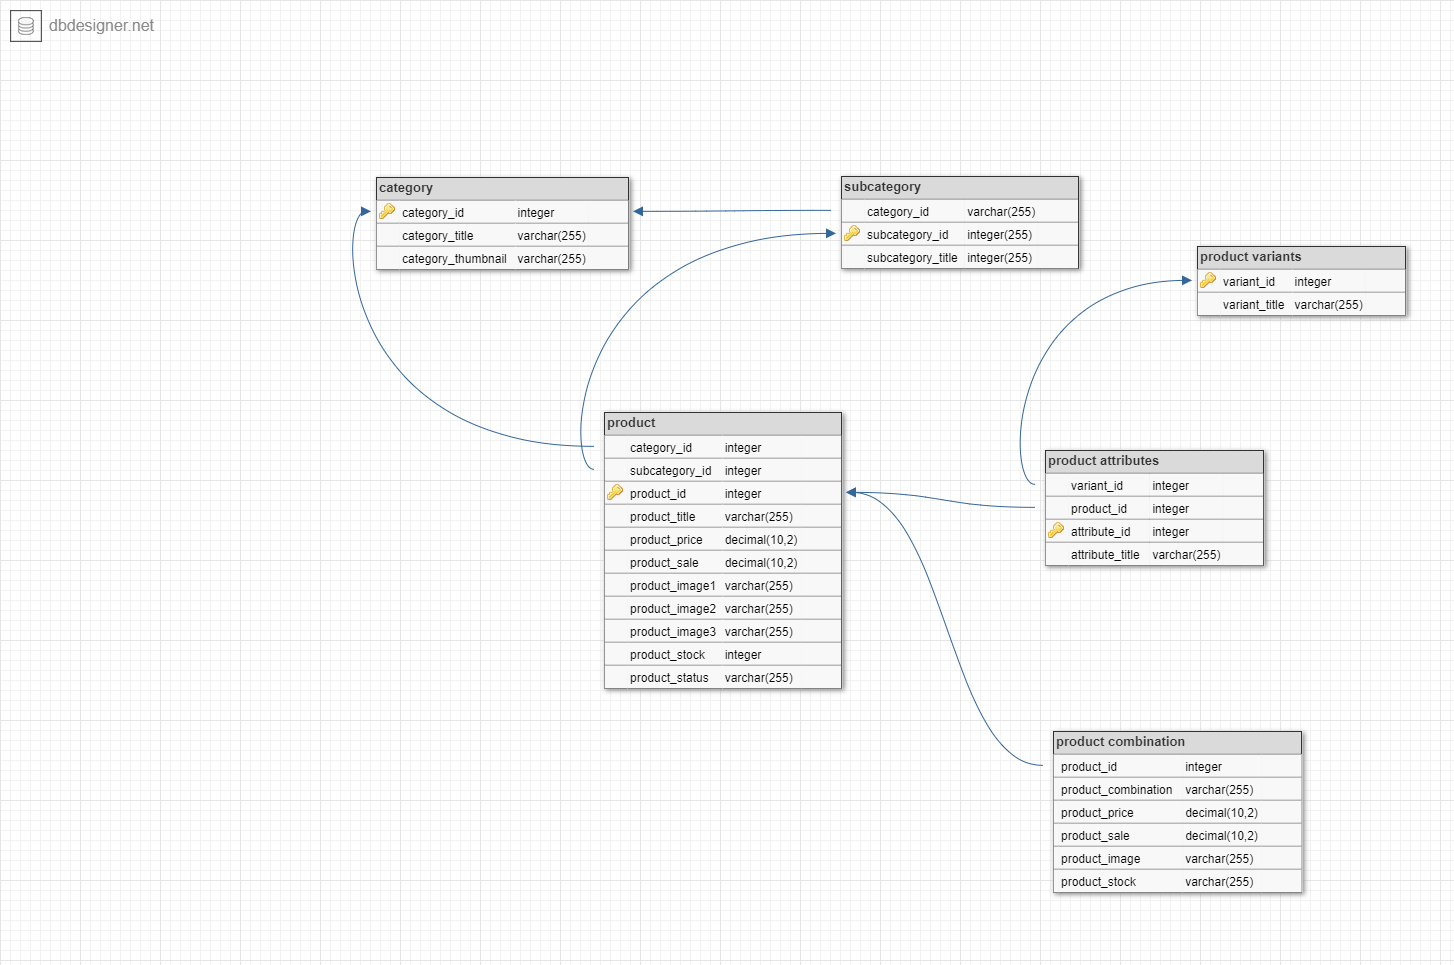 dbdesigner.net
category
category_id integer
category_title varchar(255)
category_thumbnail varchar(255)
subcategory
category_id varchar(255)
subcategory_id integer(255)
subcategory_title integer(255)
product variants
variant_id integer
variant_title varchar(255)
product
category_id integer
subcategory_id integer
product_id integer
product_title varchar(255)
product_price decimal(10,2)
product_sale decimal(10,2)
product_image1 varchar(255)
product_image2 varchar(255)
product_image3 varchar(255)
product_stock integer
product_status varchar(255)
product attributes
variant_id integer
product_id integer
attribute_id integer
attribute_title varchar(255)
product combination
product_id integer
product_combination varchar(255)
product_price decimal(10,2)
product_sale decimal(10,2)
product_image varchar(255)
product_stock varchar(255)